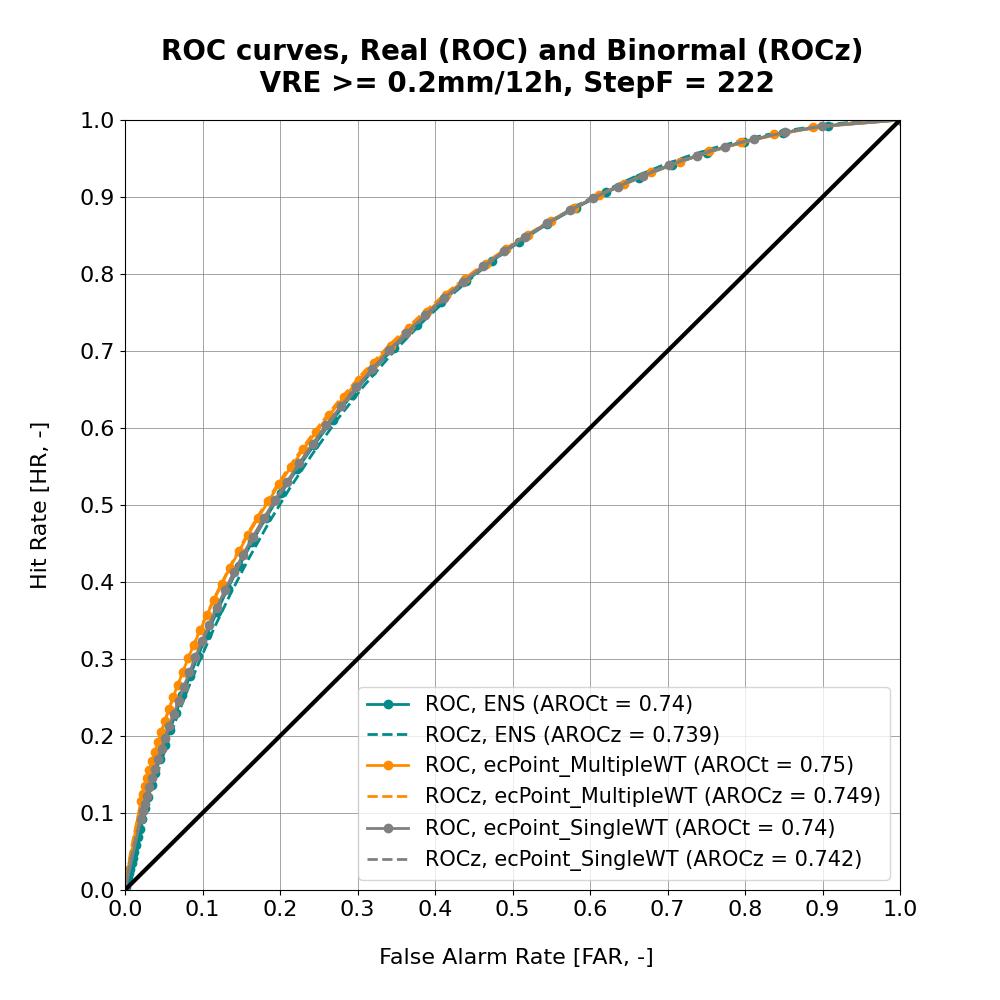 ROC curves, Real (ROC) and Binormal (ROCz)
VRE >= 0.2mm/12h, StepF = 222
1.0
0.9
0.8
0.7
0.6
0.5
0.4
0.3
0.2
0.1
0.0
Hit Rate [HR, -]
ROC, ENS (AROCt = 0.74)
ROCz, ENS (AROCz = 0.739)
ROC, ecPoint_MultipleWT (AROCt = 0.75)
ROCz, ecPoint_MultipleWT (AROCz = 0.749)
ROC, ecPoint_SingleWT (AROCt = 0.74)
ROCz, ecPoint_SingleWT (AROCz = 0.742)
0.0 0.1 0.2 0.3 0.4 0.5 0.6 0.7 0.8 0.9 1.0
False Alarm Rate [FAR, -]